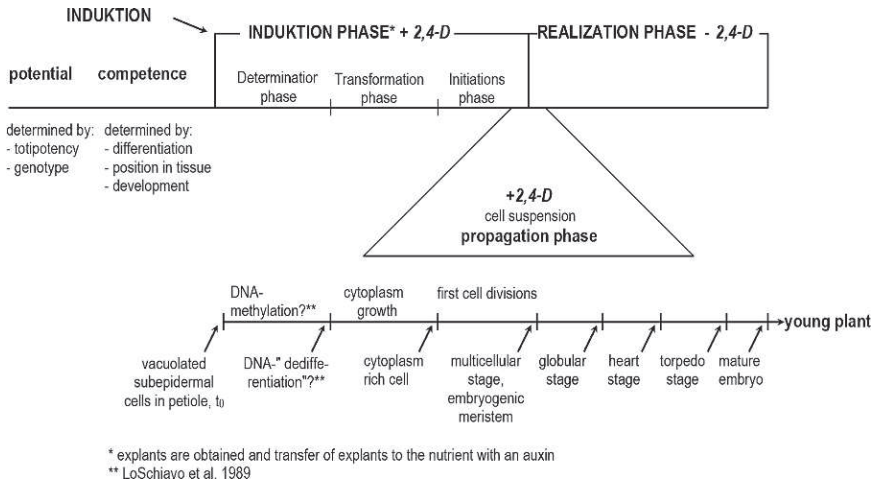 INDUKTION
INDUKTION PHASE* + 2,4-D
REALIZATION PHASE - 2,4-D
potential
competence
Determination
phase
Transformation
phase
Initiations
phase
determined by:
- totipotency
- genotype
determined by:
- differentiation
- position in tissue
- development
+2,4-D
cell suspension
propagation phase
DNA-
methylation?**
cytoplasm
growth
first cell divisions
young plant
vacuolated
subepidermal
cells in petiole, t0
DNA-" dediffe-
rentiation"?**
cytoplasm
rich cell
multicellular
stage,
embryogenic
meristem
globular
stage
heart
stage
torpedo
stage
mature
embryo
* explants are obtained and transfer of explants to the nutrient with an auxin
** LoSchiavo et al. 1989